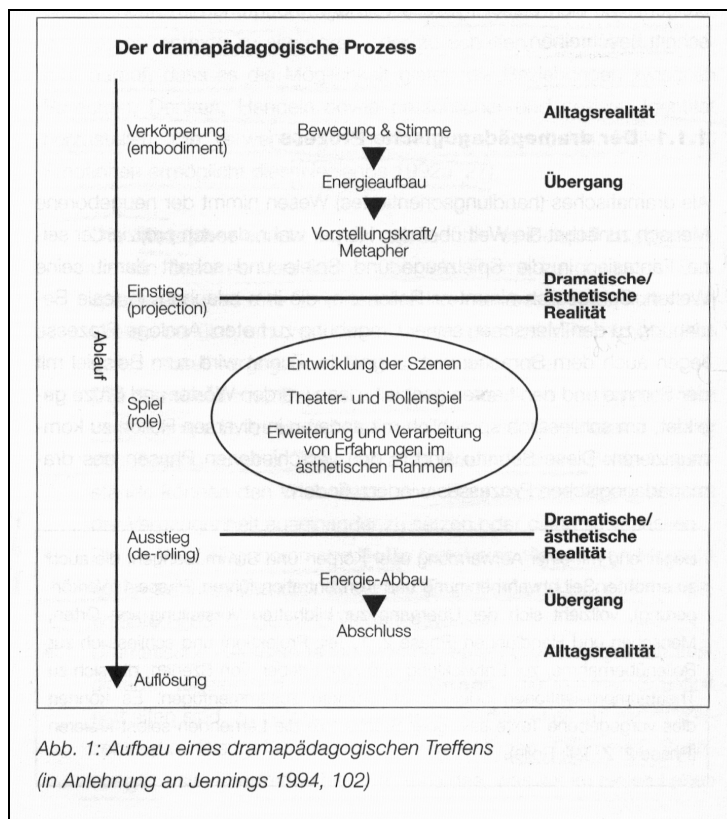 Der dramapädagogische Prozess
Alltagsrealität
Verkörperung
(embodiment)
Bewegung & Stimme
Energieaufbau
Übergang
Vorstellungskraft/
Metapher
Einstieg
(projection)
Dramatische/
ästhetische
Realität
Ablauf
Entwicklung der Szenen
Spiel
(role)
Theater- und Rollenspiel
Erweiterung und Verarbeitung
von Erfahrungen im
ästhetischen Rahmen
Ausstieg
(de-roling)
Dramatische/
ästhetische
Realität
Energie-Abbau
Übergang
Abschluss
Alltagsrealität
Auflösung
Abb. 1: Aufbau eines dramapädagogischen Treffens
(in Anlehnung an Jennings 1994, 102)